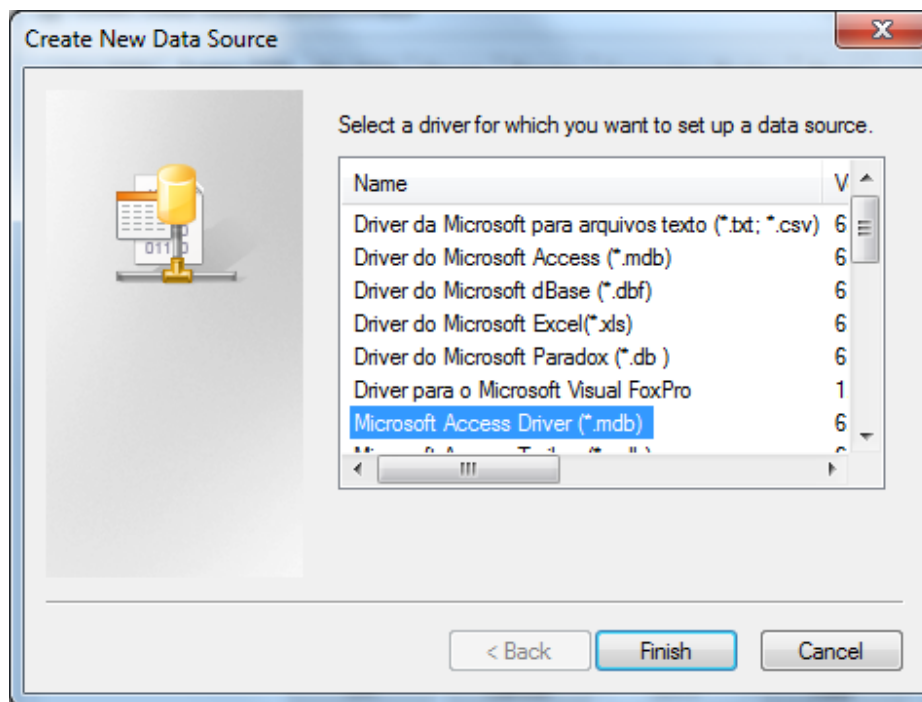 Create New Data Source
Select a driver for which you want to set up a data source.
Name V
Driver da Microsoft para arquivos texto (*.txt; *.csv) 6
Driver do Microsoft Access (*.mdb) 6
Driver do Microsoft dBase (*.dbf) 6
Driver do Microsoft Excel(*.xls) 6
Driver do Microsoft Paradox (*.db ) 6
Driver para o Microsoft Visual FoxPro 1
Microsoft Access Driver (*.mdb) 6
< Back Finish Cancel